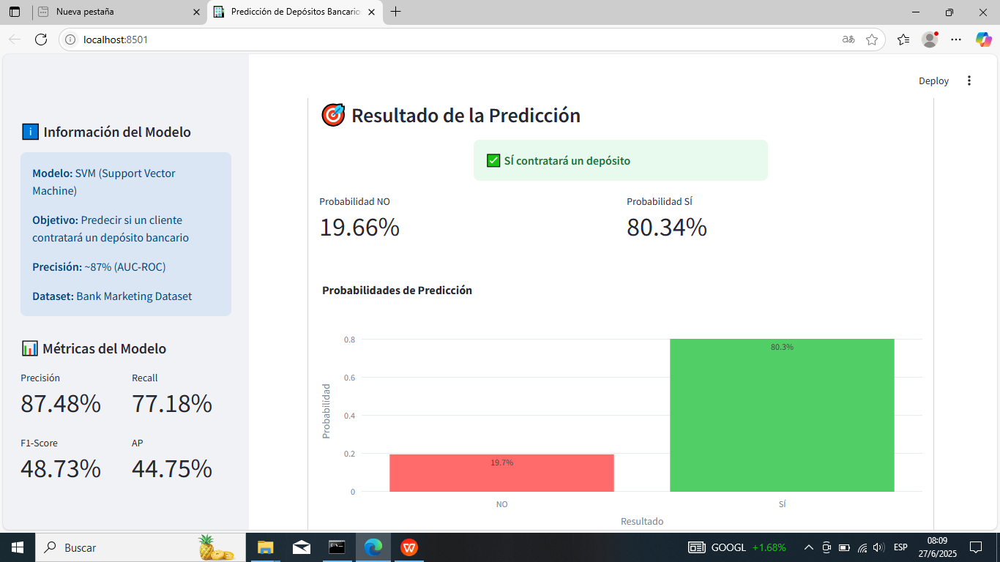 Nueva pestaña
Predicción de Depósitos Bancario
localhost:8501
Deploy
Información del Modelo
Modelo: SVM (Support Vector
Machine)
Objetivo: Predecir si un cliente
contratará un depósito bancario
Precisión: ~87% (AUC-ROC)
Dataset: Bank Marketing Dataset
Métricas del Modelo
Precisión
Recall
87.48%
77.18%
F1-Score
AP
48.73%
44.75%
Resultado de la Predicción
SÍ contratará un depósito
Probabilidad NO
Probabilidad SÍ
19.66%
80.34%
Probabilidades de Predicción
0.8
0.6
0.4
0.2
0
Probabilidad
80.3%
19.7%
NO
SÍ
Resultado
Buscar
GOOGL +1.68%
ESP
08:09
27/6/2025